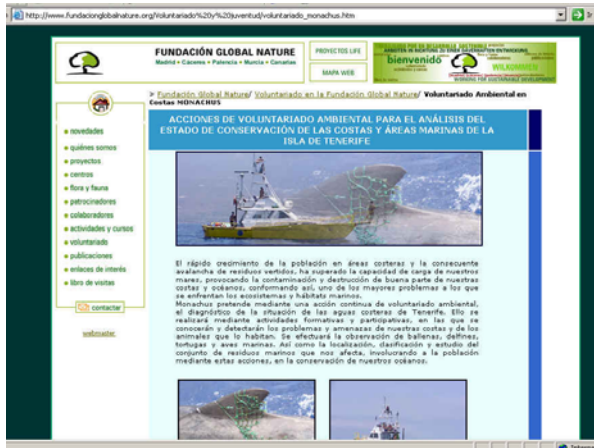 http://www.fundacionglobalnature.org/Voluntariado%20y%20juventud/voluntariado_monachus.htm
FUNDACIÓN GLOBAL NATURE
Madrid • Cáceres • Palencia • Murcia • Canarias
PROYECTOS LIFE
MAPA WEB
bienvenido
WILLKOMMEN
WORKING FOR SUSTAINABLE DEVELOPMENT
Fundación Global Nature/ Voluntariado en la Fundación Global Nature/ Voluntariado Ambiental en
Costas MONACHUS
novedades
quiénes somos
proyectos
centros
flora y fauna
petrocinadores
colaboradores
actividades y cursos
voluntariado
publicaciones
enlaces de interés
libro de visitas
contactar
webmaster
ACCIONES DE VOLUNTARIADO AMBIENTAL PARA EL ANÁLISIS DEL
ESTADO DE CONSERVACIÓN DE LAS COSTAS Y ÁREAS MARINAS DE LA
ISLA DE TENERIFE
El rápido crecimiento de la población en áreas costeras y la consecuente
avalancha de residuos vertidos, ha superado la capacidad de carga de nuestros
mares, provocando la contaminación y destrucción de buena parte de nuestras
costas y océanos, conformando así, uno de los mayores problemas a los que
se enfrentan los ecosistemas y hábitats marinos.
Monachus pretende mediante una acción continua de voluntariado ambiental,
el diagnóstico de la situación de las aguas costeras de Tenerife. Ello se
realizará mediante actividades formativas y participativas, en las que se
conocerán y detectarán los problemas y amenazas de nuestras costas y de los
animales que lo habitan. Se efectuará la observación de ballenas, delfines,
tortugas y aves marinas. Así como la localización, clasificación y estudio del
conjunto de residuos marinos que nos afecta, involucrando a la población
mediante estas acciones, en la conservación de nuestros océanos.